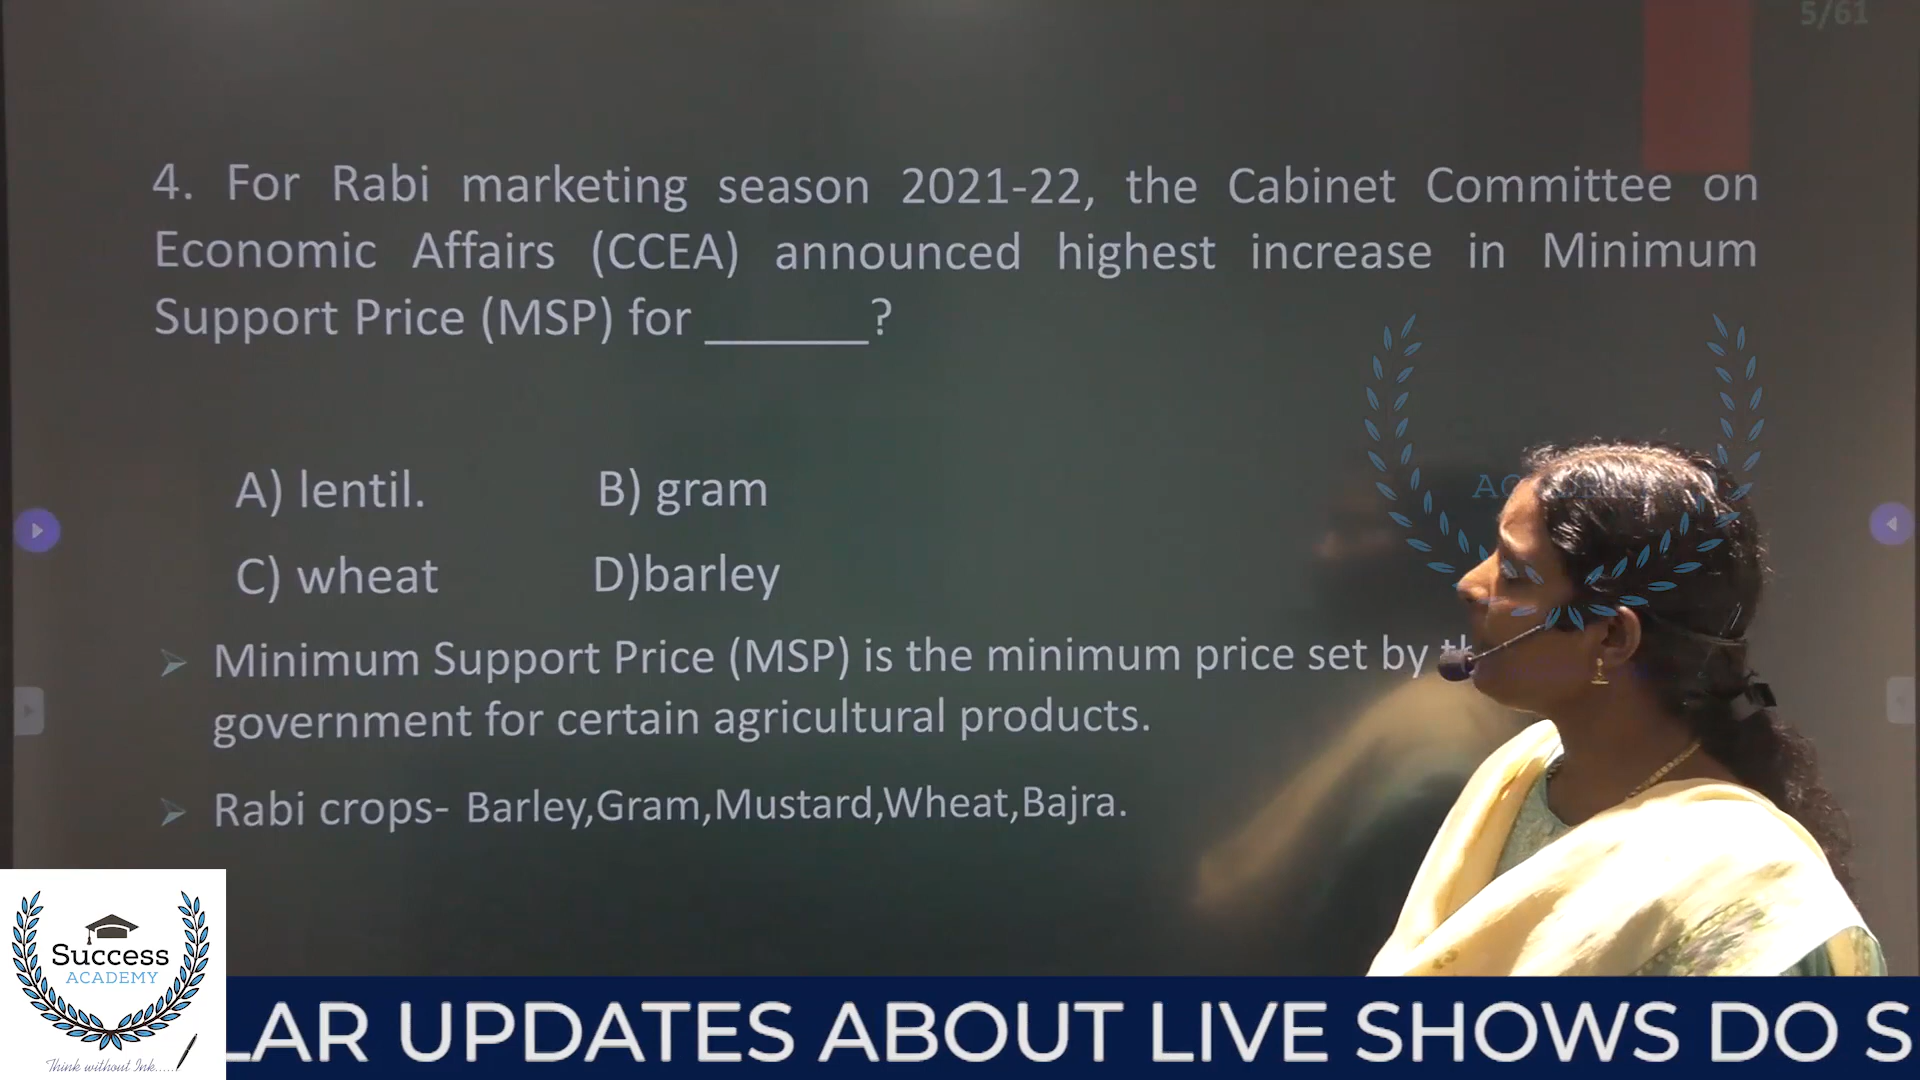 5/61
4. For Rabi marketing season 2021-22, the Cabinet Committee on
Economic Affairs (CCEA) announced highest increase in Minimum
Support Price (MSP) for ______?
A) lentil. B) gram
C) wheat D)barley
Minimum Support Price (MSP) is the minimum price set by
government for certain agricultural products.
Rabi crops- Barley,Gram,Mustard,Wheat,Bajra.
Success
ACADEMY
Think without Ink......
LAR UPDATES ABOUT LIVE SHOWS DO S